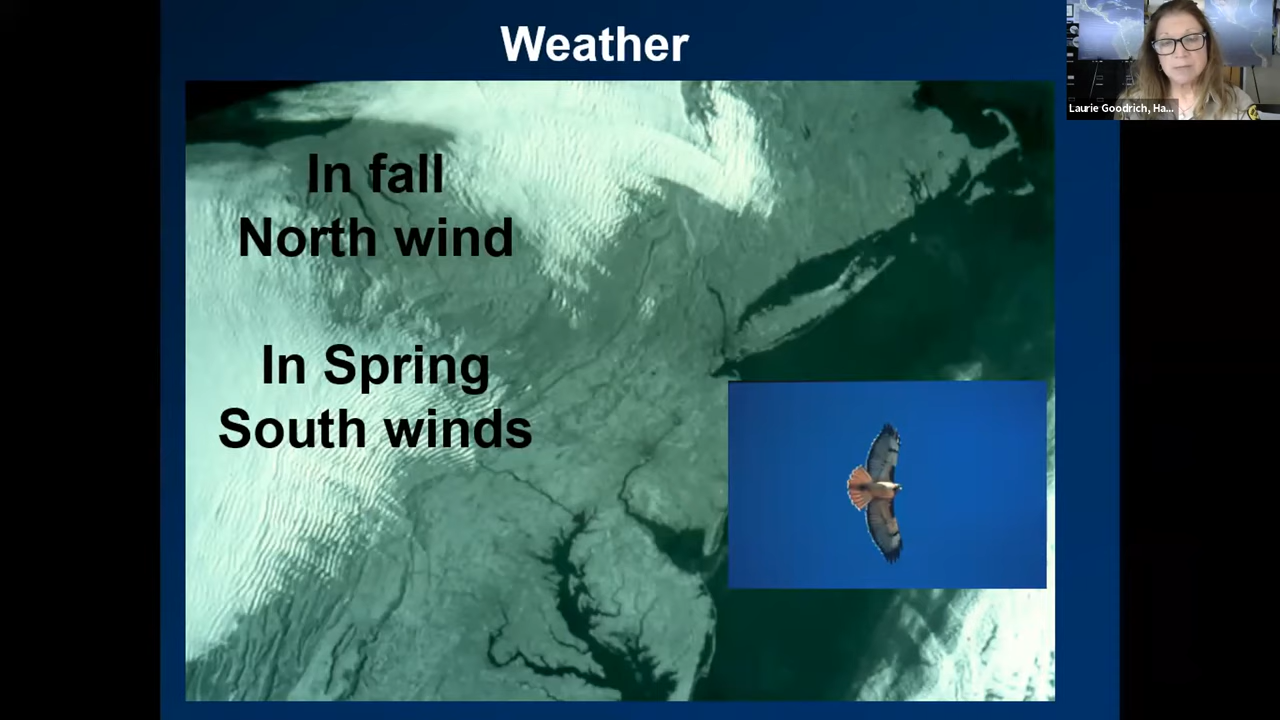 Weather
In fall
North wind
In Spring
South winds
Laurie Goodrich, Ha...